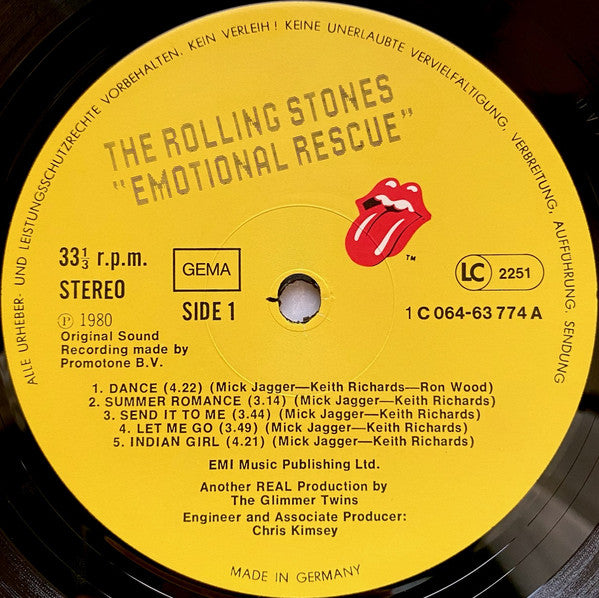 ALLE URHEBER- UND LEISTUNGSSCHUTZRECHTE VORBEHALTEN. KEIN VERLEIH! KEINE UNERLAUBTE VERVIELFÄLTIGUNG, VERBREITUNG, AUFFÜHRUNG, SENDUNG
THE ROLLING STONES
"EMOTIONAL RESCUE"
TM
33⅓ r.p.m.
STEREO
GEMA
SIDE 1
LC 2251
1 C 064-63 774 A
Ⓟ 1980
Original Sound
Recording made by
Promotone B.V.
1. DANCE (4.22) (Mick Jagger—Keith Richards—Ron Wood)
2. SUMMER ROMANCE (3.14) (Mick Jagger—Keith Richards)
3. SEND IT TO ME (3.44) (Mick Jagger—Keith Richards)
4. LET ME GO (3.49) (Mick Jagger—Keith Richards)
5. INDIAN GIRL (4.21) (Mick Jagger—Keith Richards)
EMI Music Publishing Ltd.
Another REAL Production by
The Glimmer Twins
Engineer and Associate Producer:
Chris Kimsey
MADE IN GERMANY